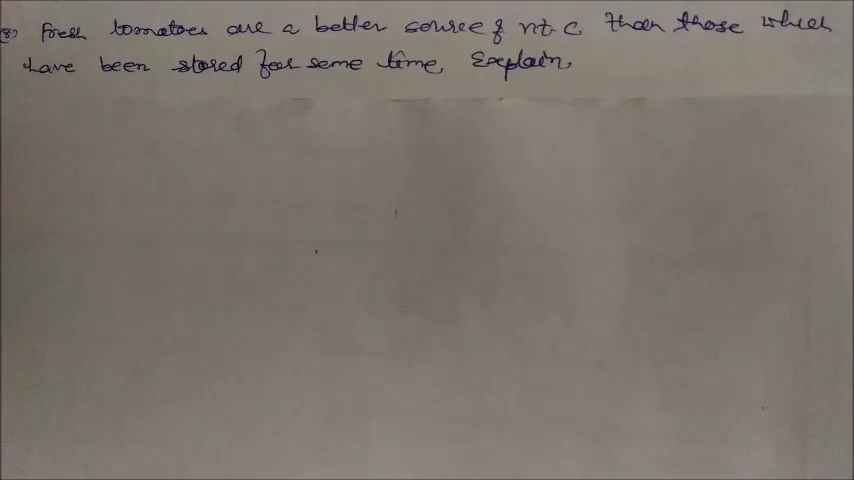 (8) Fresh tomatoes are a better source of vit. C than those which
have been stored for some time. Explain.